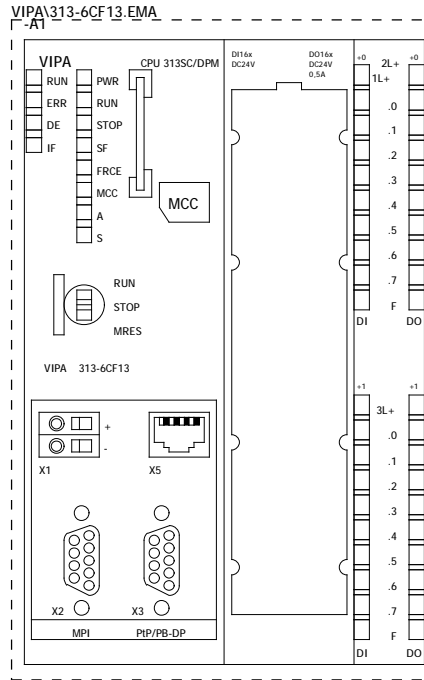 VIPA\313-6CF13.EMA
-A1
VIPA
CPU 313SC/DPM
RUN PWR
ERR RUN
DE STOP
IF SF
FRCE
MCC
A
S
MCC
RUN
STOP
MRES
VIPA 313-6CF13
+
-
X1 X5
X2 X3
MPI PtP/PB-DP
DI16x
DC24V
DO16x
DC24V
0,5A
+0 2L+ +0
1L+
.0
.1
.2
.3
.4
.5
.6
.7
F
DI DO
+1 +1
3L+
.0
.1
.2
.3
.4
.5
.6
.7
F
DI DO